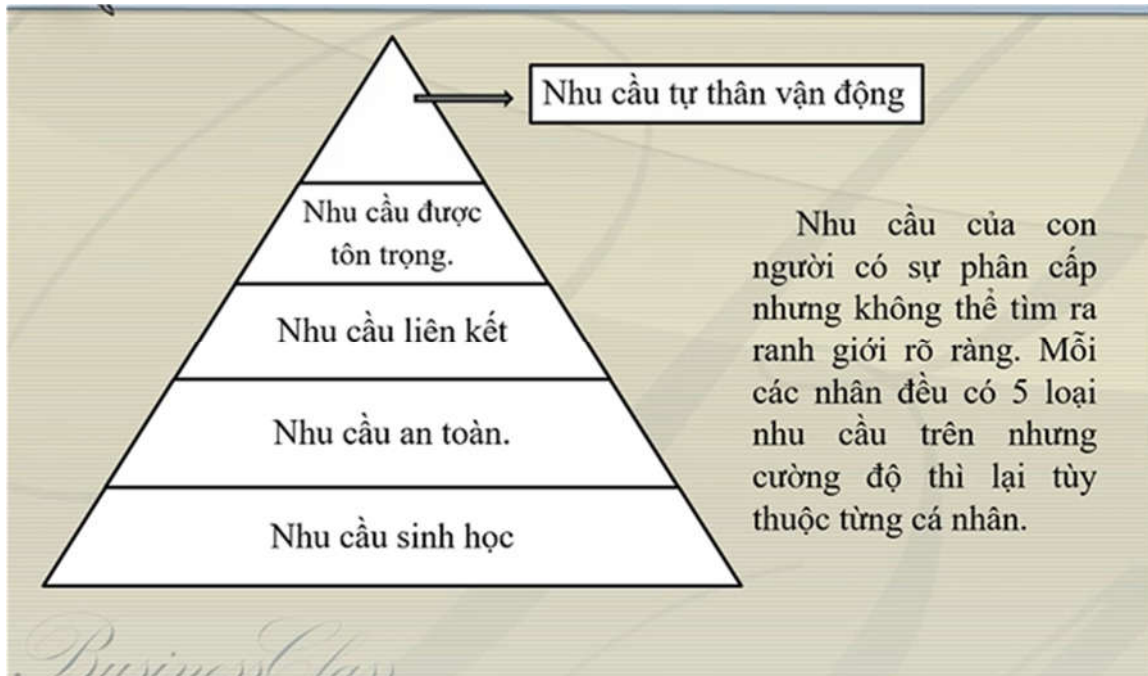 Nhu cầu tự thân vận động
Nhu cầu được
tôn trọng.
Nhu cầu liên kết
Nhu cầu an toàn.
Nhu cầu sinh học
Nhu cầu của con
người có sự phân cấp
nhưng không thể tìm ra
ranh giới rõ ràng. Mỗi
các nhân đều có 5 loại
nhu cầu trên nhưng
cường độ thì lại tùy
thuộc từng cá nhân.
Business Class